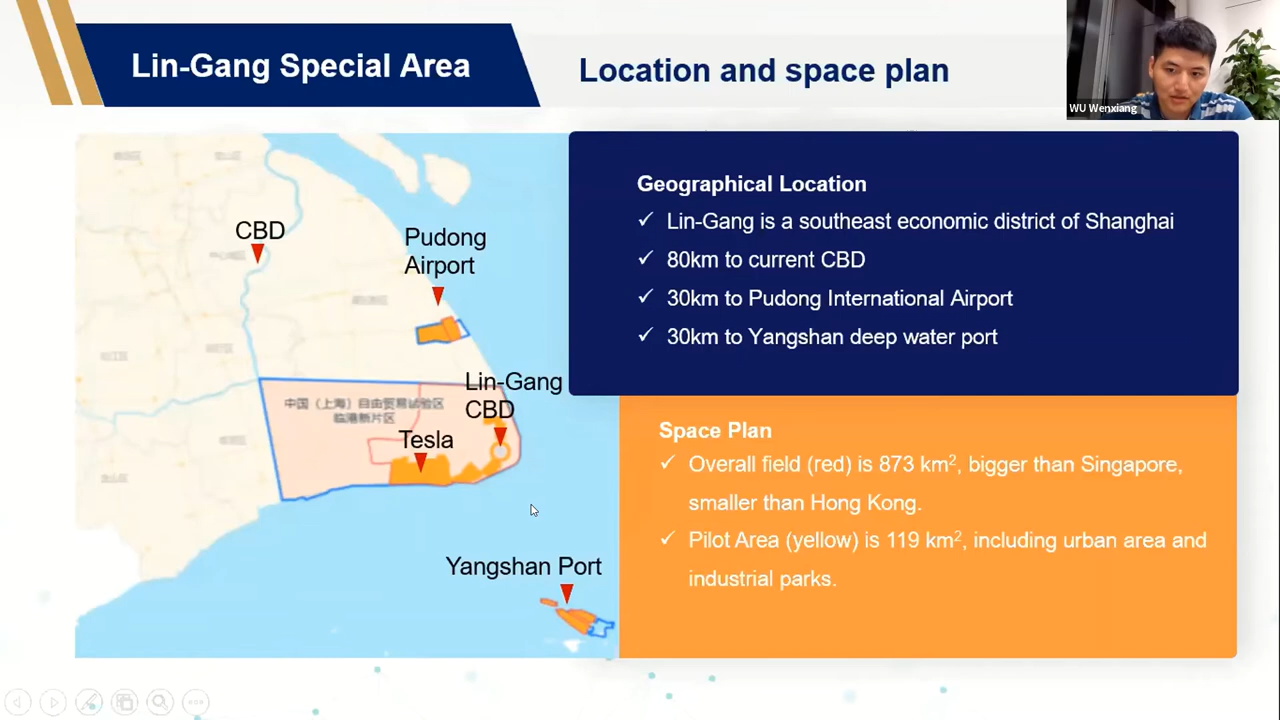 Lin-Gang Special Area
Location and space plan
WU Wenxiang
CBD
Pudong
Airport
Lin-Gang
CBD
中国（上海）自由贸易试验区
临港新片区
Tesla
Yangshan Port
Geographical Location
✓ Lin-Gang is a southeast economic district of Shanghai
✓ 80km to current CBD
✓ 30km to Pudong International Airport
✓ 30km to Yangshan deep water port
Space Plan
✓ Overall field (red) is 873 km², bigger than Singapore,
smaller than Hong Kong.
✓ Pilot Area (yellow) is 119 km², including urban area and
industrial parks.